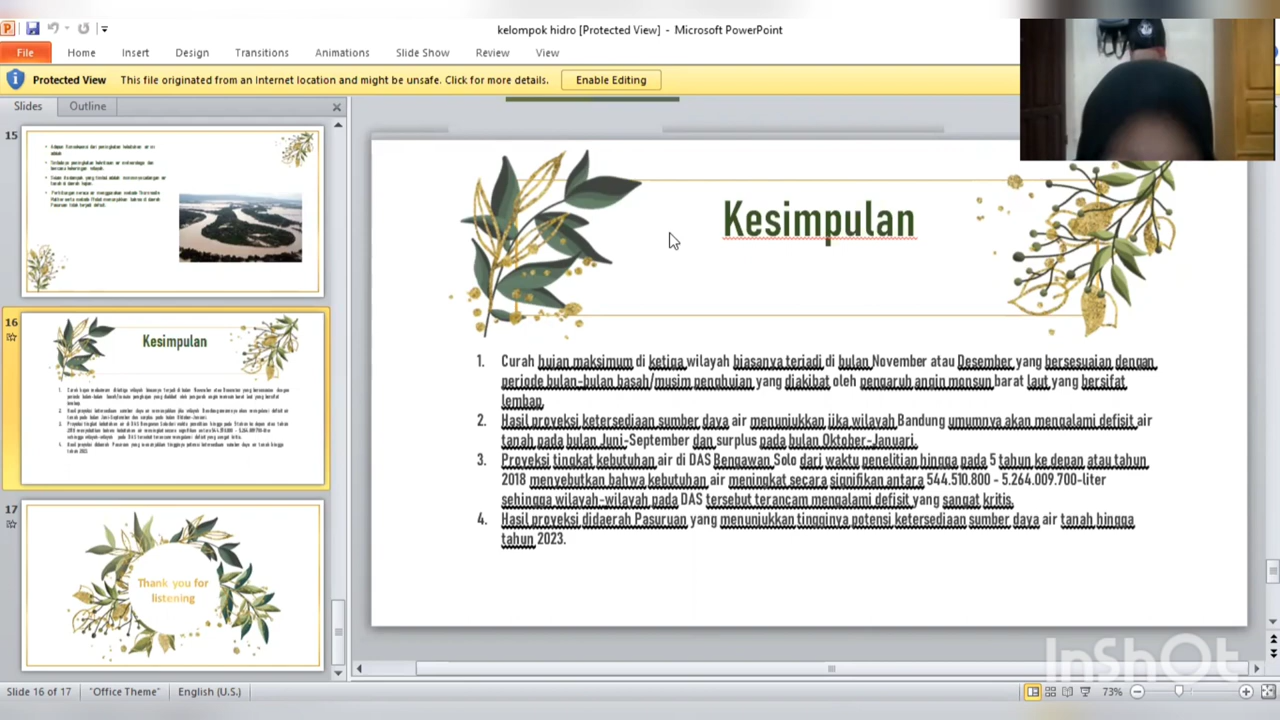 kelompok hidro [Protected View] - Microsoft PowerPoint
File Home Insert Design Transitions Animations Slide Show Review View
Protected View This file originated from an Internet location and might be unsafe. Click for more details. Enable Editing
Slides Outline
15
16
Kesimpulan
17
Thank you for
listening
Kesimpulan
1. Curah hujan maksimum di ketiga wilayah biasanya terjadi di bulan November atau Desember yang bersesuaian dengan
periode bulan-bulan basah/musim penghujan yang diakibat oleh pengaruh angin monsun barat laut yang bersifat
lembap.
2. Hasil proyeksi ketersediaan sumber daya air menunjukkan jika wilayah Bandung umumnya akan mengalami defisit air
tanah pada bulan Juni-September dan surplus pada bulan Oktober-Januari.
3. Proyeksi tingkat kebutuhan air di DAS Bengawan Solo dari waktu penelitian hingga pada 5 tahun ke depan atau tahun
2018 menyebutkan bahwa kebutuhan air meningkat secara signifikan antara 544.510.800 - 5.264.009.700-liter
sehingga wilayah-wilayah pada DAS tersebut terancam mengalami defisit yang sangat kritis.
4. Hasil proyeksi didaerah Pasuruan yang menunjukkan tingginya potensi ketersediaan sumber daya air tanah hingga
tahun 2023.
InShOt
Slide 16 of 17 "Office Theme" English (U.S.) 73%